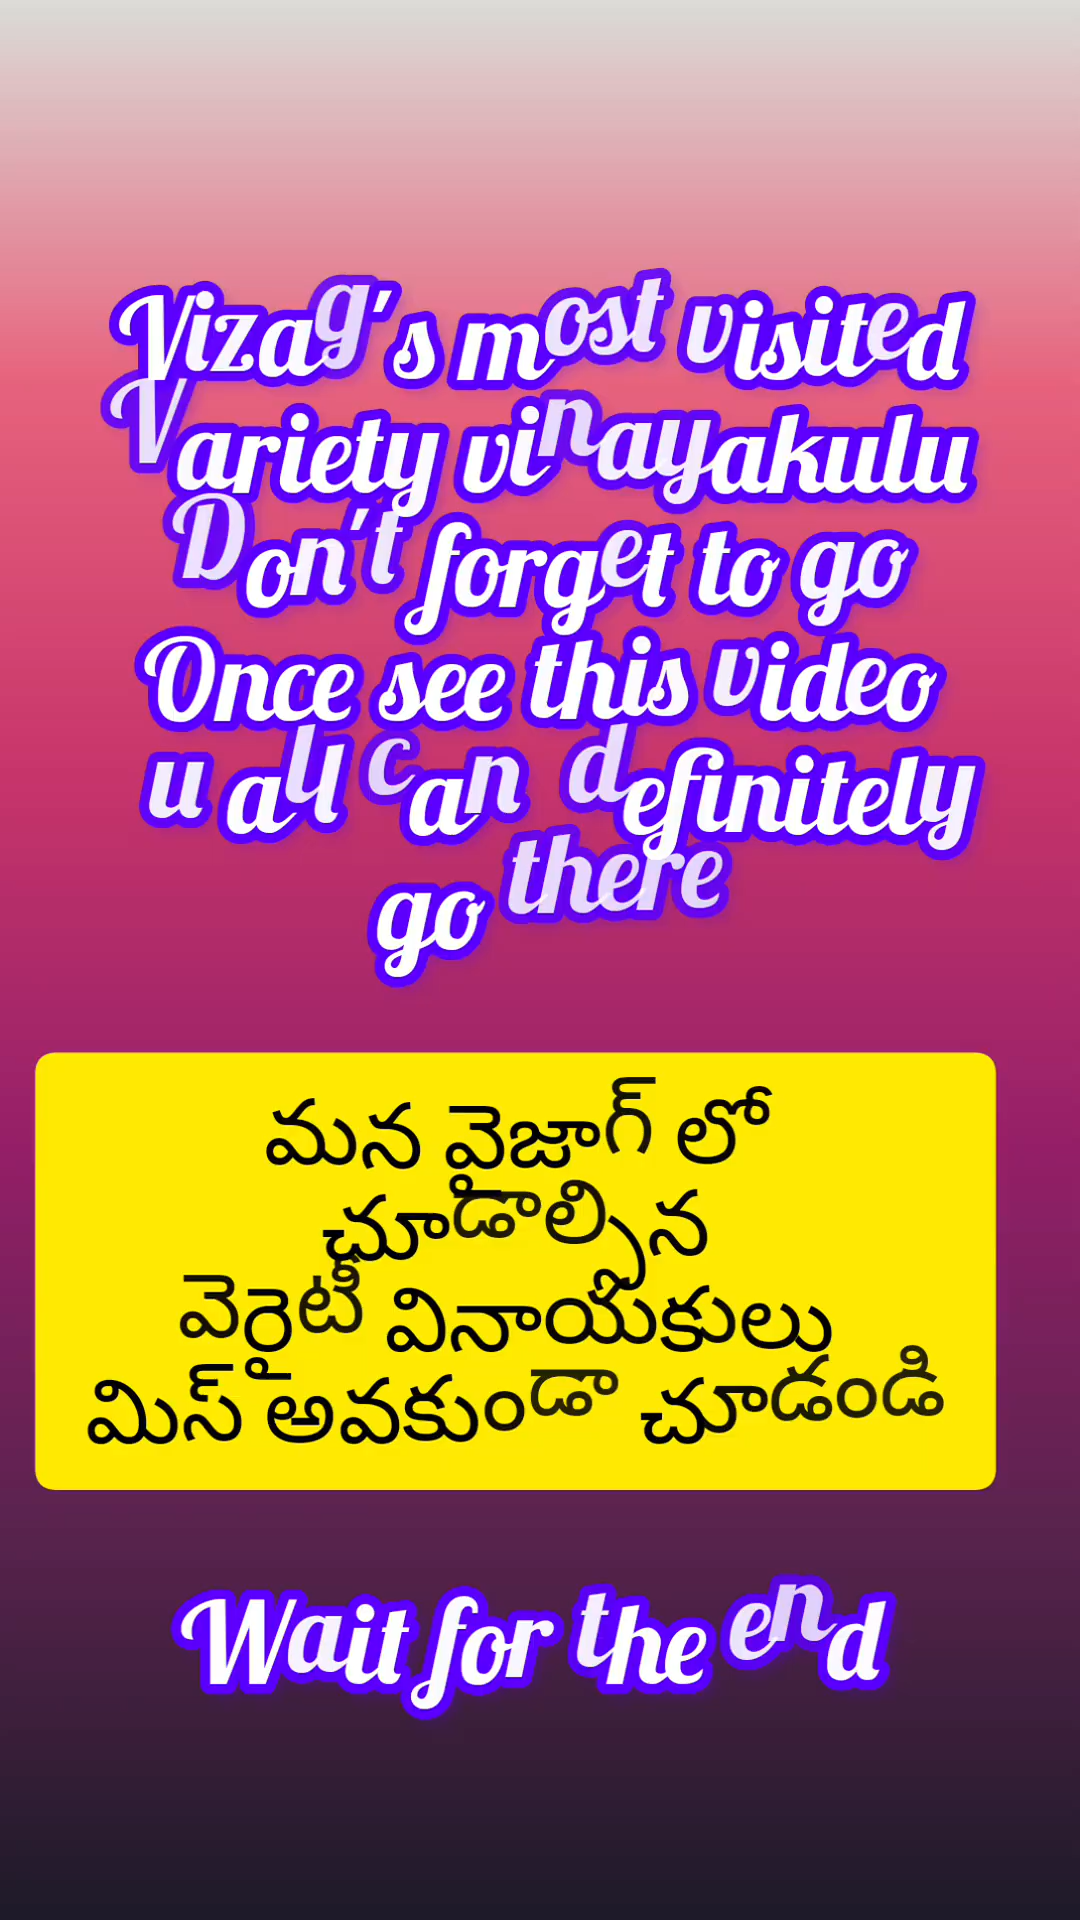 Vizag's most visited
Variety vinayakulu
Don't forget to go
Once see this video
u all can definitely
go there
మన వైజాగ్ లో
చూడాల్సిన
వెరైటీ వినాయకులు
మిస్ అవకుండా చూడండి
Wait for the end